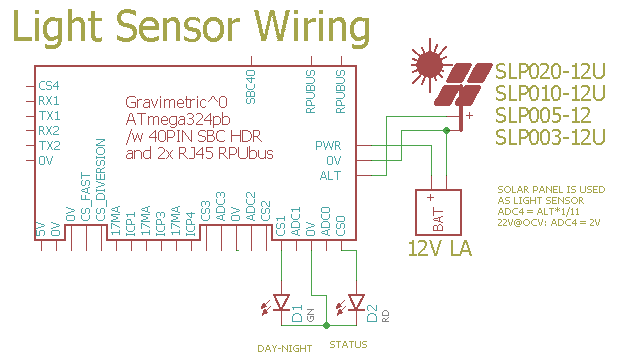 Light Sensor Wiring
SLP020-12U
SLP010-12U
SLP005-12
SLP003-12U
+
SBC40
RPUBUS
RPUBUS
CS4
RX1
TX1
RX2
TX2
0V
Gravimetric^0
ATmega324pb
/w 40PIN SBC HDR
and 2x RJ45 RPUbus
PWR
0V
ALT
5V
0V
0V
CS_FAST
CS_DIVERSION
17MA
ICP1
17MA
ICP3
17MA
ICP4
CS3
ADC3
0V
ADC2
CS2
CS1
ADC1
0V
ADC0
CS0
+
BAT
12V LA
SOLAR PANEL IS USED
AS LIGHT SENSOR
ADC4 = ALT*1/11
22V@OCV: ADC4 = 2V
D1
GN
D2
RD
DAY-NIGHT
STATUS